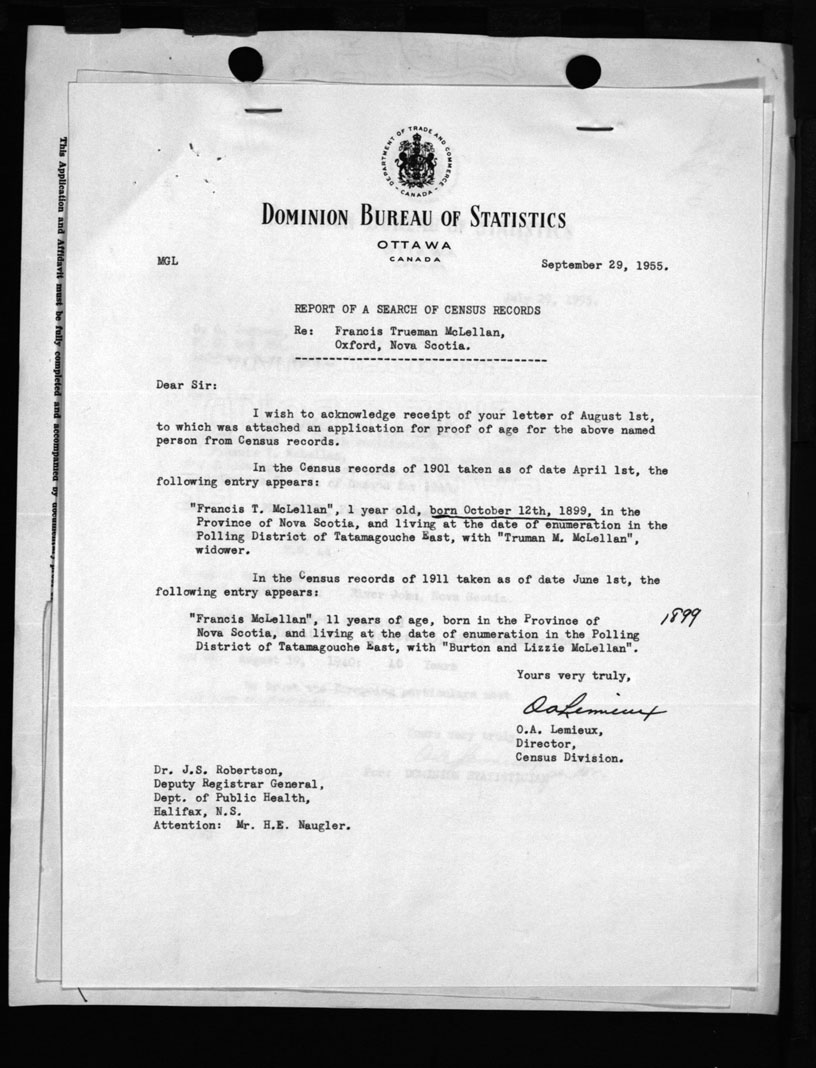 DEPARTMENT OF TRADE AND COMMERCE
CANADA
DOMINION BUREAU OF STATISTICS
OTTAWA
CANADA
MGL
September 29, 1955.
REPORT OF A SEARCH OF CENSUS RECORDS
Re: Francis Trueman McLellan,
Oxford, Nova Scotia.
Dear Sir:
I wish to acknowledge receipt of your letter of August 1st,
to which was attached an application for proof of age for the above named
person from Census records.
In the Census records of 1901 taken as of date April 1st, the
following entry appears:
"Francis T. McLellan", 1 year old, born October 12th, 1899, in the
Province of Nova Scotia, and living at the date of enumeration in the
Polling District of Tatamagouche East, with "Truman M. McLellan",
widower.
In the Census records of 1911 taken as of date June 1st, the
following entry appears:
"Francis McLellan", 11 years of age, born in the Province of
Nova Scotia, and living at the date of enumeration in the Polling
District of Tatamagouche East, with "Burton and Lizzie McLellan".
1899
Yours very truly,
O A Lemieux
O.A. Lemieux,
Director,
Census Division.
Dr. J.S. Robertson,
Deputy Registrar General,
Dept. of Public Health,
Halifax, N.S.
Attention: Mr. H.E. Naugler.
This Application and Affidavit must be fully completed and accompanied by